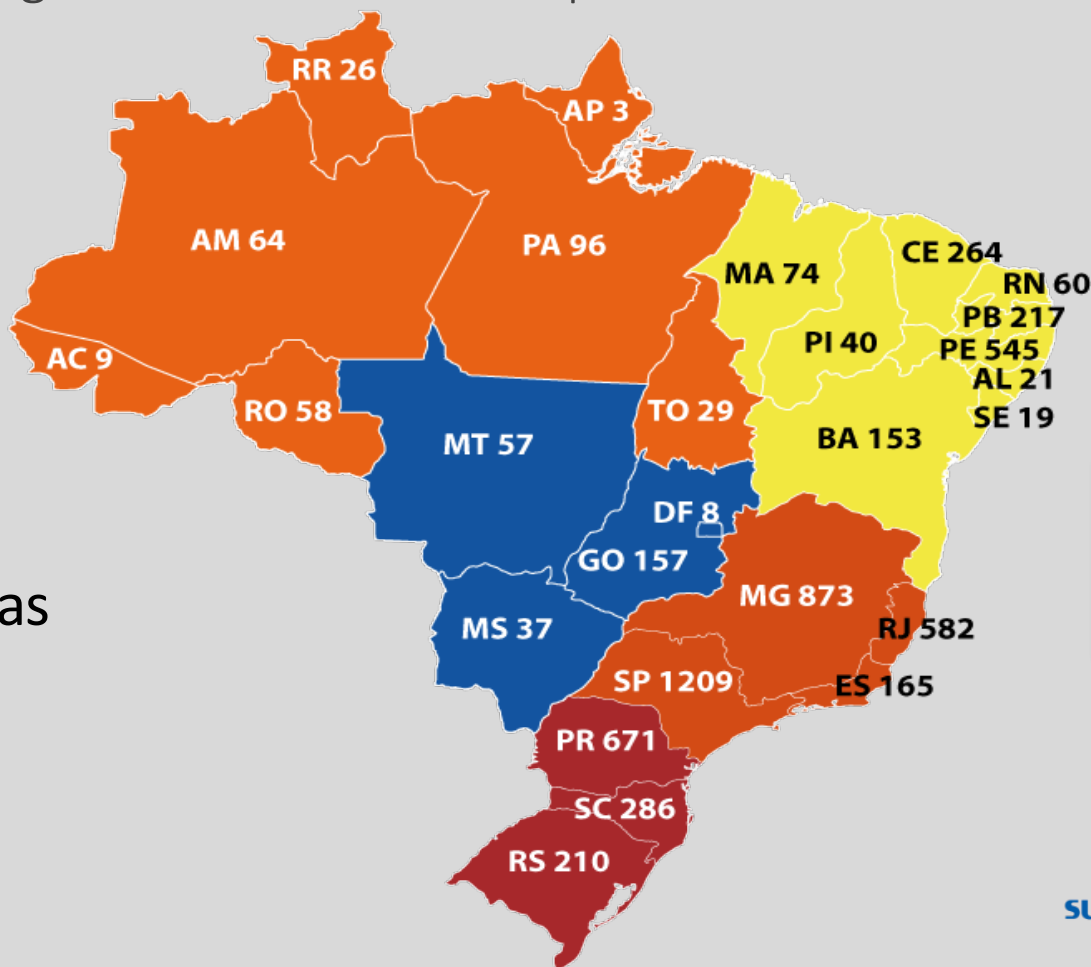 RR 26
AP 3
AM 64
PA 96
MA 74
CE 264
RN 60
PB 217
PI 40
PE 545
AL 21
SE 19
AC 9
RO 58
TO 29
MT 57
BA 153
DF 8
GO 157
MG 873
as
MS 37
RJ 582
SP 1209
ES 165
PR 671
SC 286
RS 210